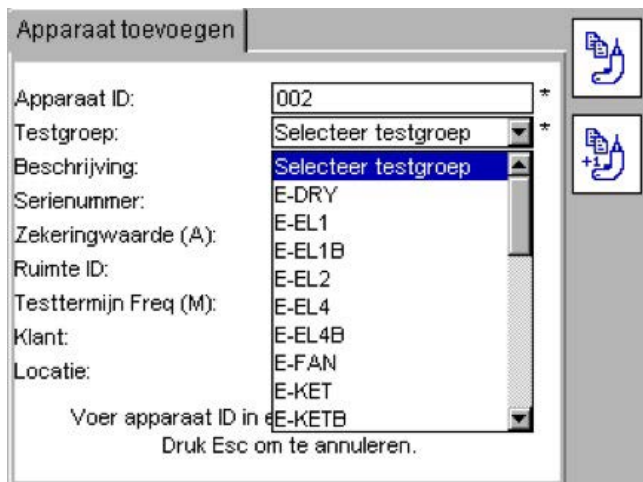 Apparaat toevoegen
Apparaat ID: 002 *
Testgroep: Selecteer testgroep *
Beschrijving: Selecteer testgroep
Serienummer: E-DRY
E-EL1
Zekeringwaarde (A): E-EL1B
Ruimte ID: E-EL2
Testtermijn Freq (M): E-EL4
Klant: E-EL4B
Locatie: E-FAN
E-KET
Voer apparaat ID in E-KETB
Druk Esc om te annuleren.
+1